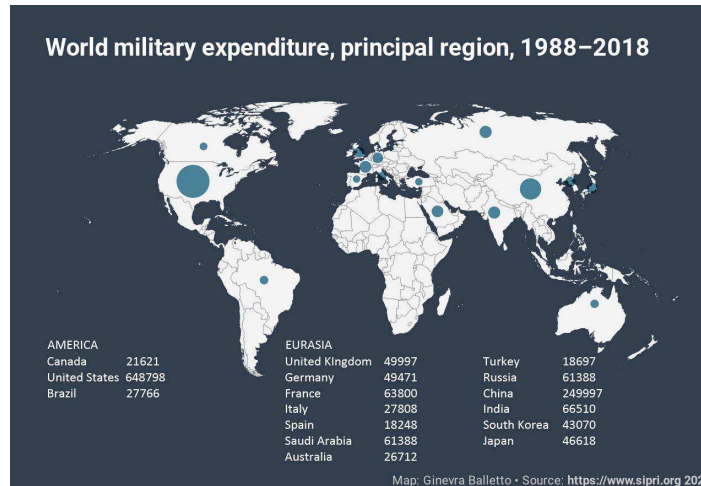 World military expenditure, principal region, 1988–2018
AMERICA
Canada 21621
United States 648798
Brazil 27766
EURASIA
United KIngdom 49997
Germany 49471
France 63800
Italy 27808
Spain 18248
Saudi Arabia 61388
Australia 26712
Turkey 18697
Russia 61388
China 249997
India 66510
South Korea 43070
Japan 46618
Map: Ginevra Balletto • Source: https://www.sipri.org 202